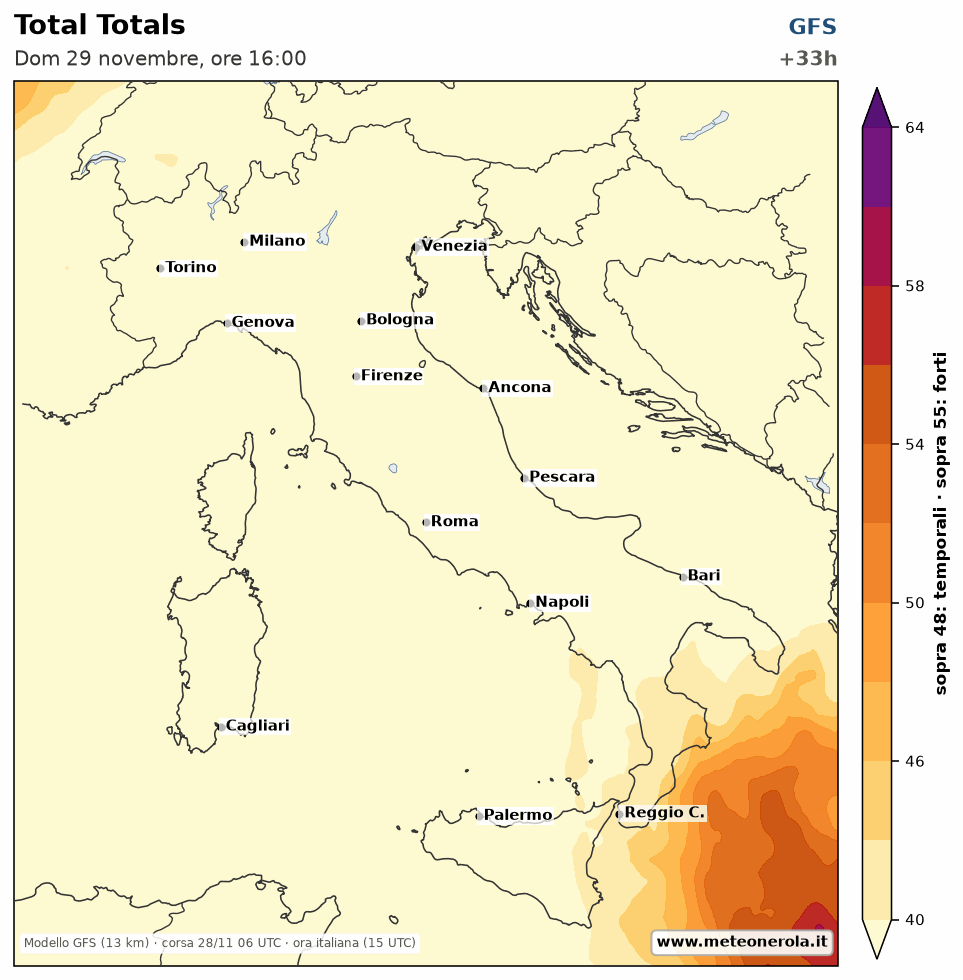 Total Totals
GFS
Dom 29 novembre, ore 16:00
+33h
Milano
Venezia
Torino
Genova
Bologna
Firenze
Ancona
Pescara
Roma
Bari
Napoli
Cagliari
Palermo
Reggio C.
64
58
54
50
46
40
sopra 48: temporali · sopra 55: forti
Modello GFS (13 km) · corsa 28/11 06 UTC · ora italiana (15 UTC)
www.meteonerola.it